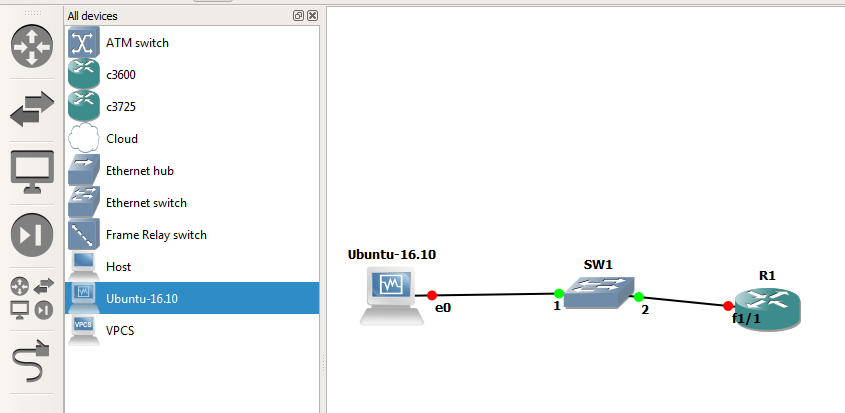 All devices
ATM switch
c3600
c3725
Cloud
Ethernet hub
Ethernet switch
Frame Relay switch
Host
Ubuntu-16.10
VPCS
VPCS
Ubuntu-16.10
e0
SW1
1
2
R1
f1/1